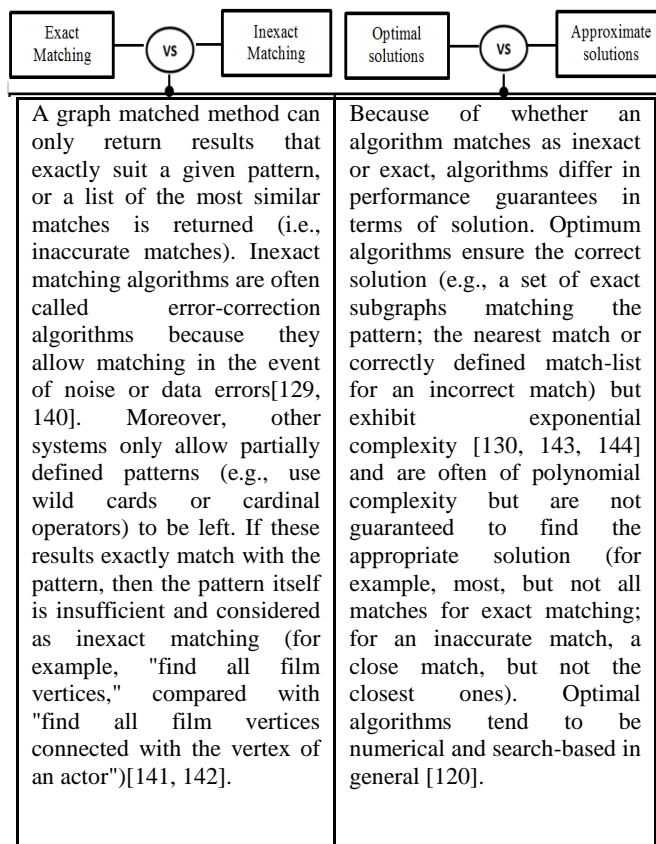 Exact
Matching
VS
Inexact
Matching
Optimal
solutions
VS
Approximate
solutions
A graph matched method can
only return results that
exactly suit a given pattern,
or a list of the most similar
matches is returned (i.e.,
inaccurate matches). Inexact
matching algorithms are often
called error-correction
algorithms because they
allow matching in the event
of noise or data errors[129,
140]. Moreover, other
systems only allow partially
defined patterns (e.g., use
wild cards or cardinal
operators) to be left. If these
results exactly match with the
pattern, then the pattern itself
is insufficient and considered
as inexact matching (for
example, "find all film
vertices," compared with
"find all film vertices
connected with the vertex of
an actor")[141, 142].
Because of whether an
algorithm matches as inexact
or exact, algorithms differ in
performance guarantees in
terms of solution. Optimum
algorithms ensure the correct
solution (e.g., a set of exact
subgraphs matching the
pattern; the nearest match or
correctly defined match-list
for an incorrect match) but
exhibit exponential
complexity [130, 143, 144]
and are often of polynomial
complexity but are not
guaranteed to find the
appropriate solution (for
example, most, but not all
matches for exact matching;
for an inaccurate match, a
close match, but not the
closest ones). Optimal
algorithms tend to be
numerical and search-based in
general [120].